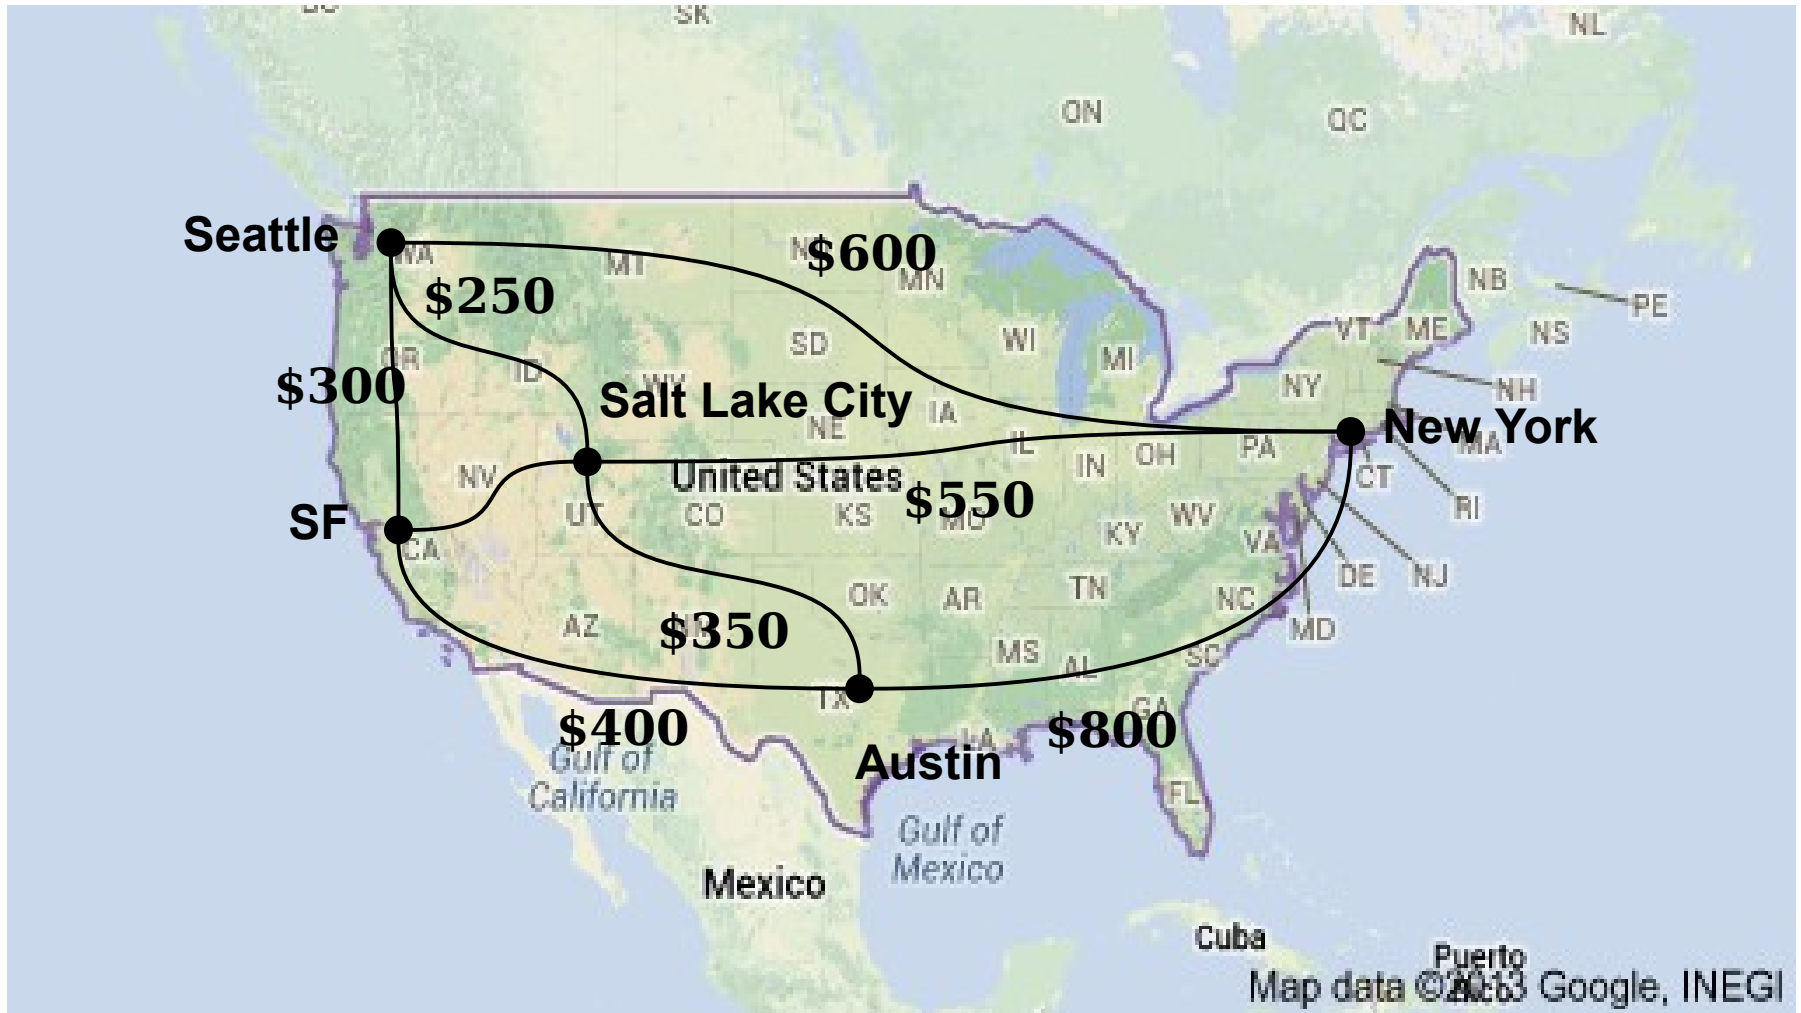 SK
NL
ON
QC
Seattle
WA
MT
$600
MN
$250
NB
PE
OR
SD
WI
MI
VT
ME
NS
$300
ID
WY
Salt Lake City
NY
NH
NE
IA
New York
MA
IL
IN
OH
PA
CT
NV
United States
$550
RI
SF
UT
CO
KS
MO
KY
WV
VA
CA
DE
NJ
OK
AR
TN
NC
AZ
$350
MD
MS
AL
SC
TX
GA
$400
$800
LA
Gulf of
California
Austin
FL
Gulf of
Mexico
Mexico
Cuba
Puerto
Map data ©2013 Google, INEGI